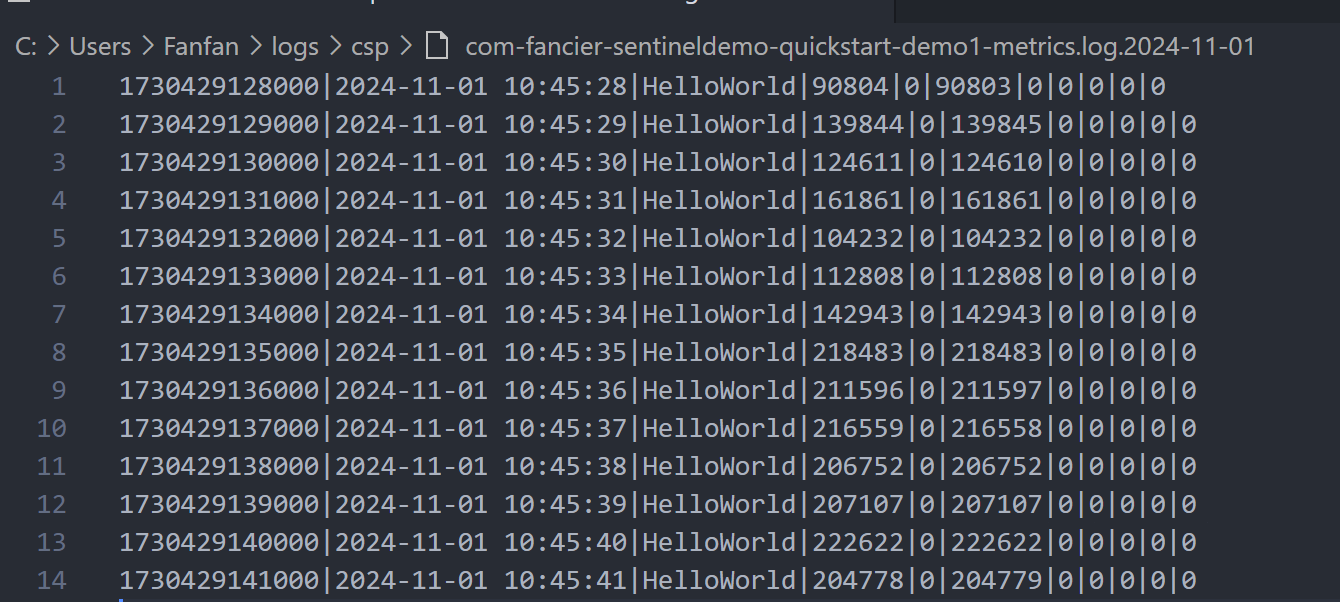 C: > Users > Fanfan > logs > csp > com-fancier-sentineldemo-quickstart-demo1-metrics.log.2024-11-01
1 1730429128000|2024-11-01 10:45:28|HelloWorld|90804|0|90803|0|0|0|0|0
2 1730429129000|2024-11-01 10:45:29|HelloWorld|139844|0|139845|0|0|0|0|0
3 1730429130000|2024-11-01 10:45:30|HelloWorld|124611|0|124610|0|0|0|0|0
4 1730429131000|2024-11-01 10:45:31|HelloWorld|161861|0|161861|0|0|0|0|0
5 1730429132000|2024-11-01 10:45:32|HelloWorld|104232|0|104232|0|0|0|0|0
6 1730429133000|2024-11-01 10:45:33|HelloWorld|112808|0|112808|0|0|0|0|0
7 1730429134000|2024-11-01 10:45:34|HelloWorld|142943|0|142943|0|0|0|0|0
8 1730429135000|2024-11-01 10:45:35|HelloWorld|218483|0|218483|0|0|0|0|0
9 1730429136000|2024-11-01 10:45:36|HelloWorld|211596|0|211597|0|0|0|0|0
10 1730429137000|2024-11-01 10:45:37|HelloWorld|216559|0|216558|0|0|0|0|0
11 1730429138000|2024-11-01 10:45:38|HelloWorld|206752|0|206752|0|0|0|0|0
12 1730429139000|2024-11-01 10:45:39|HelloWorld|207107|0|207107|0|0|0|0|0
13 1730429140000|2024-11-01 10:45:40|HelloWorld|222622|0|222622|0|0|0|0|0
14 1730429141000|2024-11-01 10:45:41|HelloWorld|204778|0|204779|0|0|0|0|0